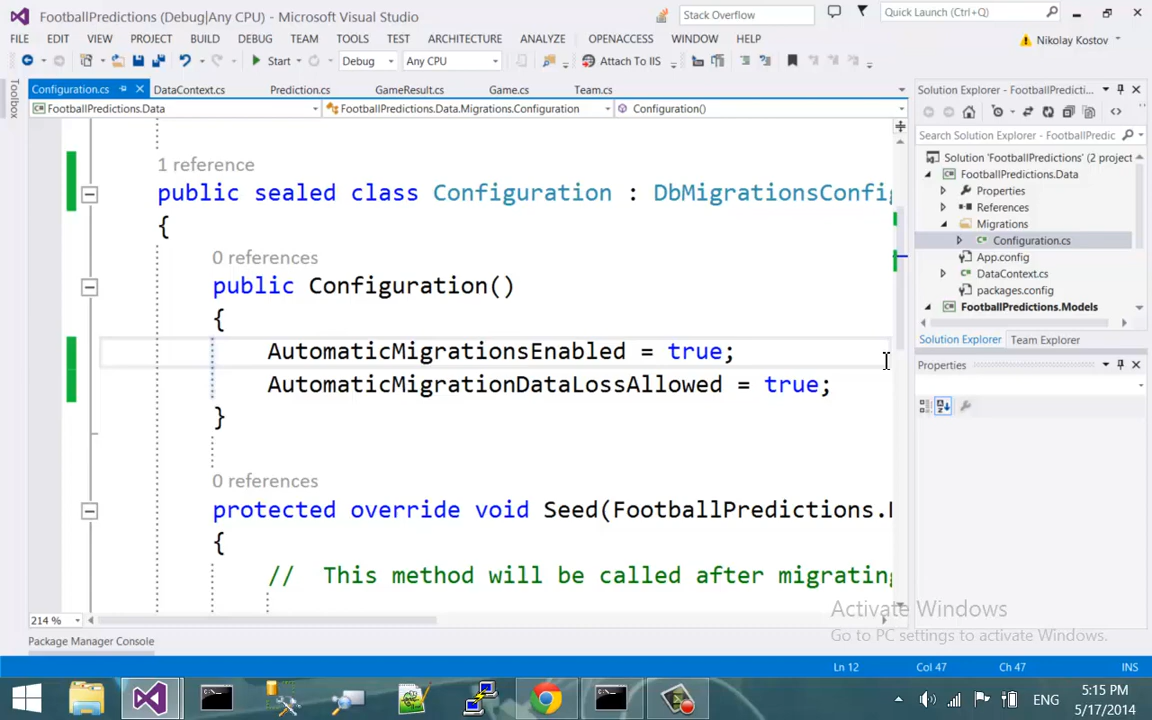 FootballPredictions (Debug|Any CPU) - Microsoft Visual Studio
Stack Overflow
Quick Launch (Ctrl+Q)
FILE EDIT VIEW PROJECT BUILD DEBUG TEAM TOOLS TEST ARCHITECTURE ANALYZE OPENACCESS WINDOW HELP
Nikolay Kostov
Start Debug Any CPU Attach To IIS
Toolbox
Configuration.cs DataContext.cs Prediction.cs GameResult.cs Game.cs Team.cs
FootballPredictions.Data FootballPredictions.Data.Migrations.Configuration Configuration()
1 reference
public sealed class Configuration : DbMigrationsConfig
{
0 references
public Configuration()
{
AutomaticMigrationsEnabled = true;
AutomaticMigrationDataLossAllowed = true;
}
0 references
protected override void Seed(FootballPredictions.
{
// This method will be called after migrating
214 %
Package Manager Console
Solution Explorer - FootballPredicti...
Search Solution Explorer - FootballPredic
Solution 'FootballPredictions' (2 project
FootballPredictions.Data
Properties
References
Migrations
Configuration.cs
App.config
DataContext.cs
packages.config
FootballPredictions.Models
Solution Explorer Team Explorer
Properties
Activate Windows
Go to PC settings to activate Windows.
Ln 12 Col 47 Ch 47 INS
ENG
5:15 PM
5/17/2014